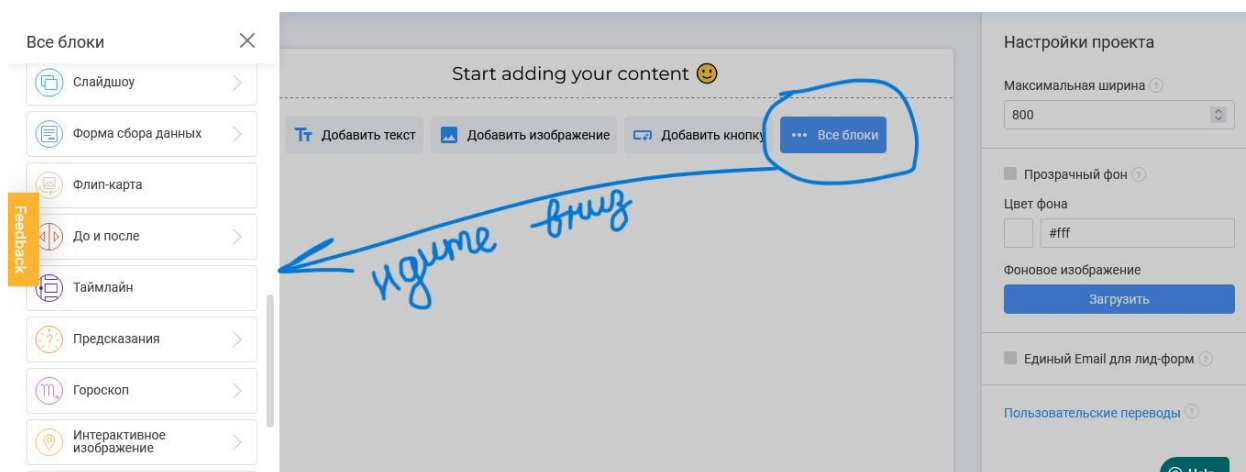 Все блоки
Слайдшоу
Форма сбора данных
Флип-карта
До и после
Таймлайн
Предсказания
Гороскоп
Интерактивное
изображение
Feedback
Start adding your content
Добавить текст
Добавить изображение
Добавить кнопку
Все блоки
идите вниз
Настройки проекта
Максимальная ширина
800
Прозрачный фон
Цвет фона
#fff
Фоновое изображение
Загрузить
Единый Email для лид-форм
Пользовательские переводы